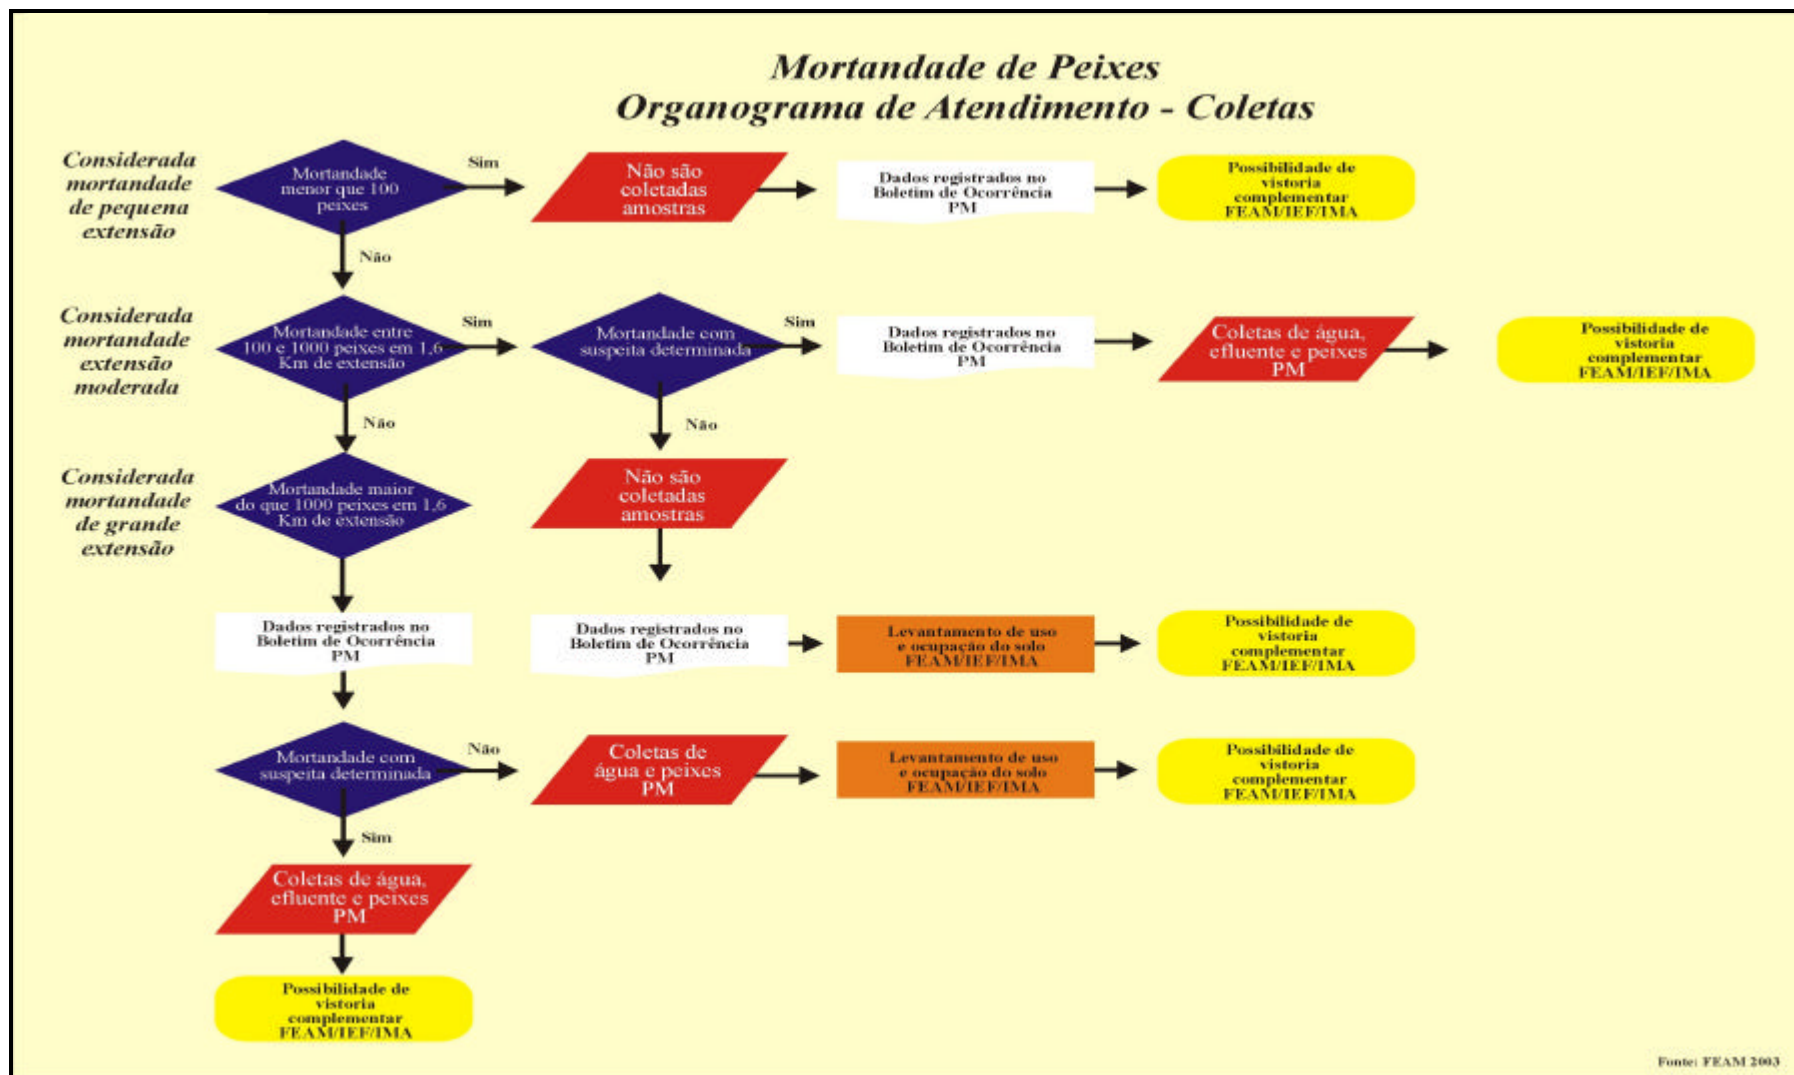 Mortandade de Peixes
Organograma de Atendimento - Coletas
Considerada
mortandade
de pequena
extensão
Mortandade
menor que 100
peixes
Sim
Não são
coletadas
amostras
Dados registrados no
Boletim de Ocorrência
PM
Possibilidade de
vistoria
complementar
FEAM/IEF/IMA
Não
Considerada
mortandade
extensão
moderada
Mortandade entre
100 e 1000 peixes em 1,6
Km de extensão
Sim
Mortandade com
suspeita determinada
Sim
Dados registrados no
Boletim de Ocorrência
PM
Coletas de água,
efluente e peixes
PM
Possibilidade de
vistoria
complementar
FEAM/IEF/IMA
Não
Não
Considerada
mortandade
de grande
extensão
Mortandade maior
do que 1000 peixes em 1,6
Km de extensão
Não são
coletadas
amostras
Dados registrados no
Boletim de Ocorrência
PM
Dados registrados no
Boletim de Ocorrência
PM
Levantamento de uso
e ocupação do solo
FEAM/IEF/IMA
Possibilidade de
vistoria
complementar
FEAM/IEF/IMA
Mortandade com
suspeita determinada
Não
Coletas de
água e peixes
PM
Levantamento de uso
e ocupação do solo
FEAM/IEF/IMA
Possibilidade de
vistoria
complementar
FEAM/IEF/IMA
Sim
Coletas de água,
efluente e peixes
PM
Possibilidade de
vistoria
complementar
FEAM/IEF/IMA
Fonte: FEAM 2003